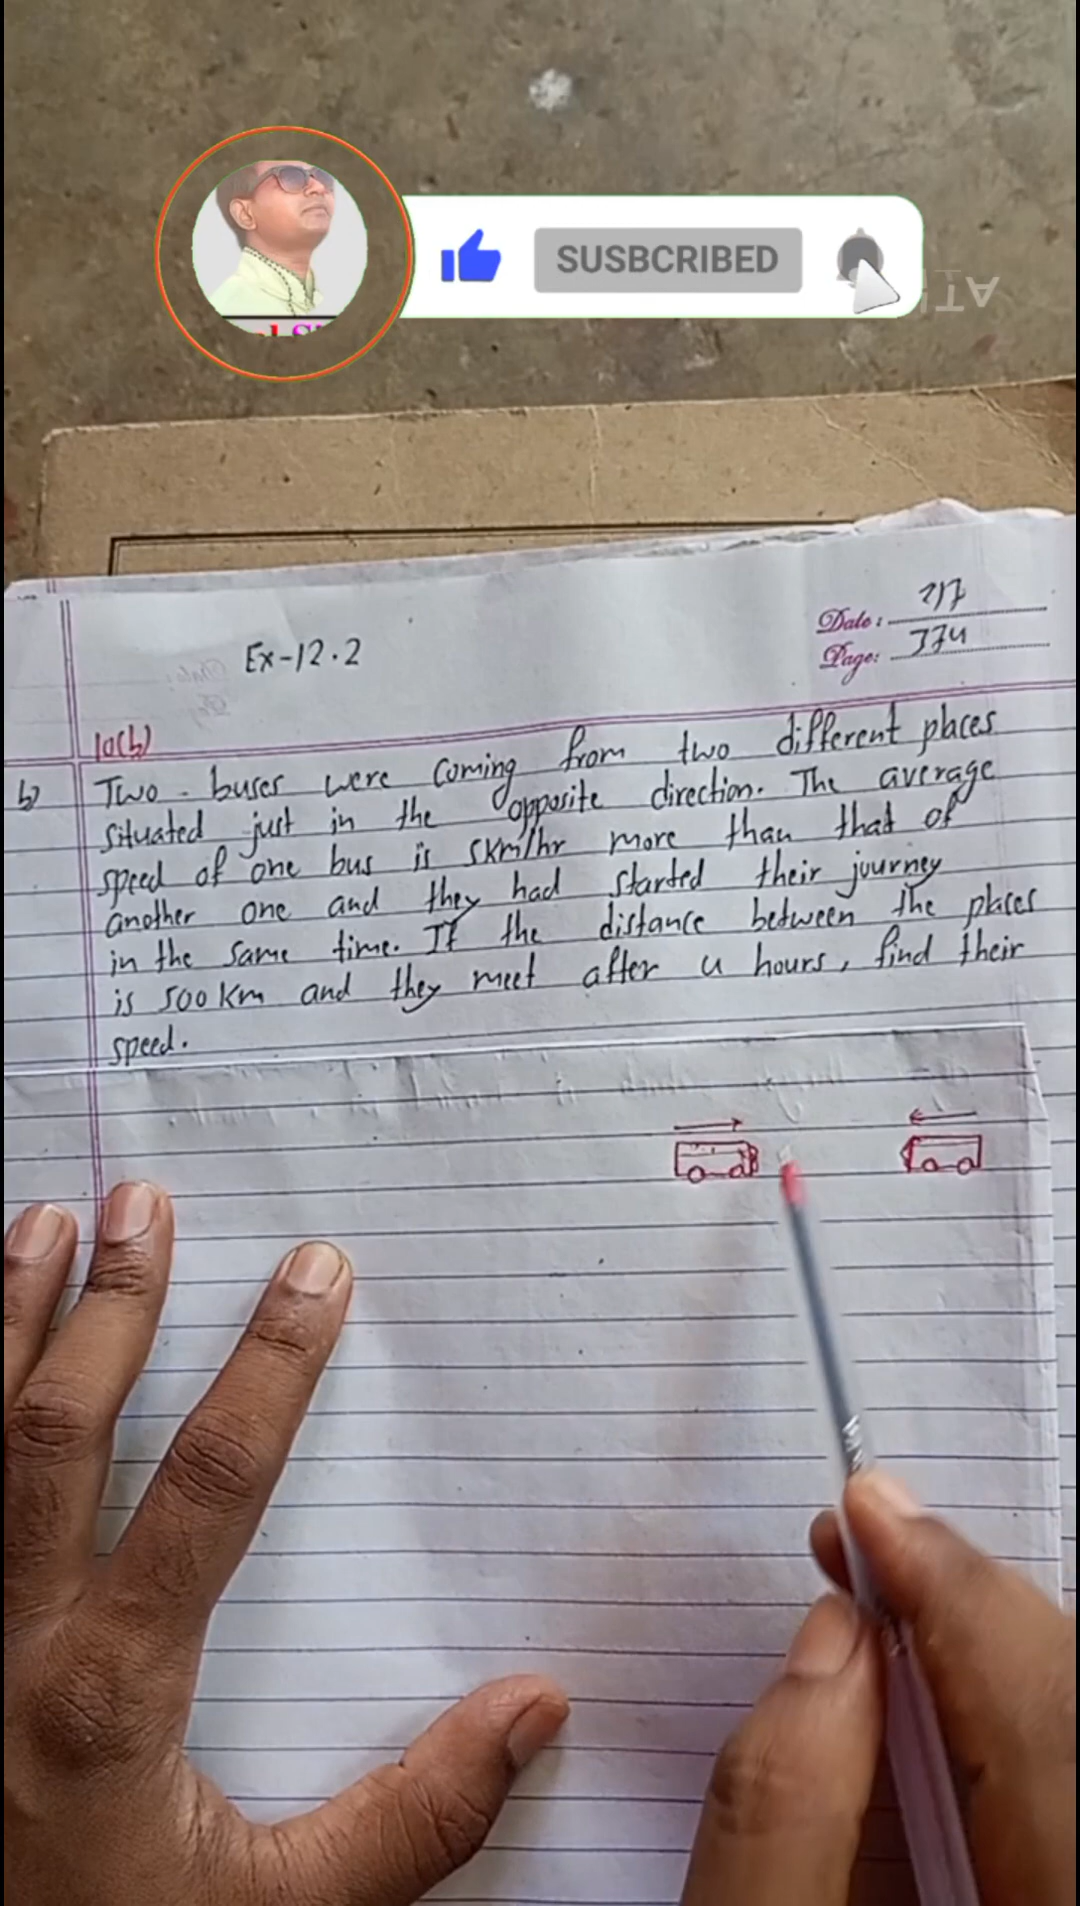 SUSBCRIBED
Date: 217
Page: 374
Ex-12.2
10(b)
b) Two buses were coming from two different places
situated just in the opposite direction. The average
speed of one bus is 5km/hr more than that of
another one and they had started their journey
in the same time. If the distance between the places
is 500 km and they meet after 4 hours, find their
speed.